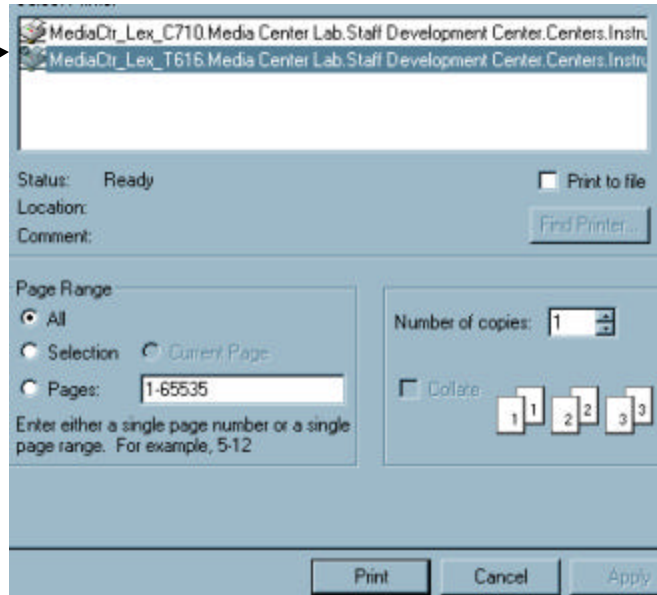 MediaCtr_Lex_C710.Media Center Lab.Staff Development Center.Centers.Instru
MediaCtr_Lex_T616.Media Center Lab.Staff Development Center.Centers.Instru
Status: Ready
Print to file
Location:
Find Printer...
Comment:
Page Range
All
Number of copies: 1
Selection Current Page
Pages: 1-65535
Collate
1 1 2 2 3 3
Enter either a single page number or a single
page range. For example, 5-12
Print Cancel Apply